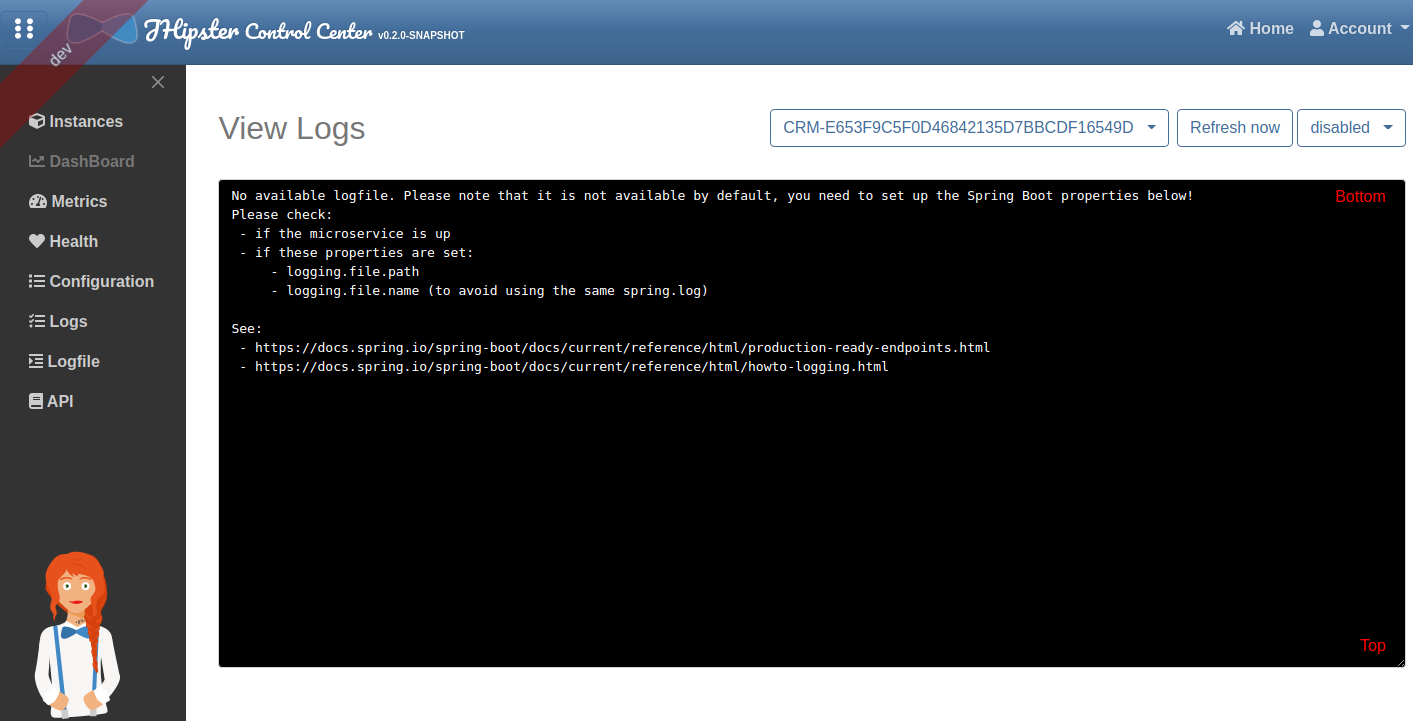 JHipster Control Center v0.2.0-SNAPSHOT
Home
Account
dev
Instances
DashBoard
Metrics
Health
Configuration
Logs
Logfile
API
View Logs
CRM-E653F9C5F0D46842135D7BBCDF16549D
Refresh now
disabled
No available logfile. Please note that it is not available by default, you need to set up the Spring Boot properties below!
Bottom
Please check:
- if the microservice is up
- if these properties are set:
- logging.file.path
- logging.file.name (to avoid using the same spring.log)
See:
- https://docs.spring.io/spring-boot/docs/current/reference/html/production-ready-endpoints.html
- https://docs.spring.io/spring-boot/docs/current/reference/html/howto-logging.html
Top